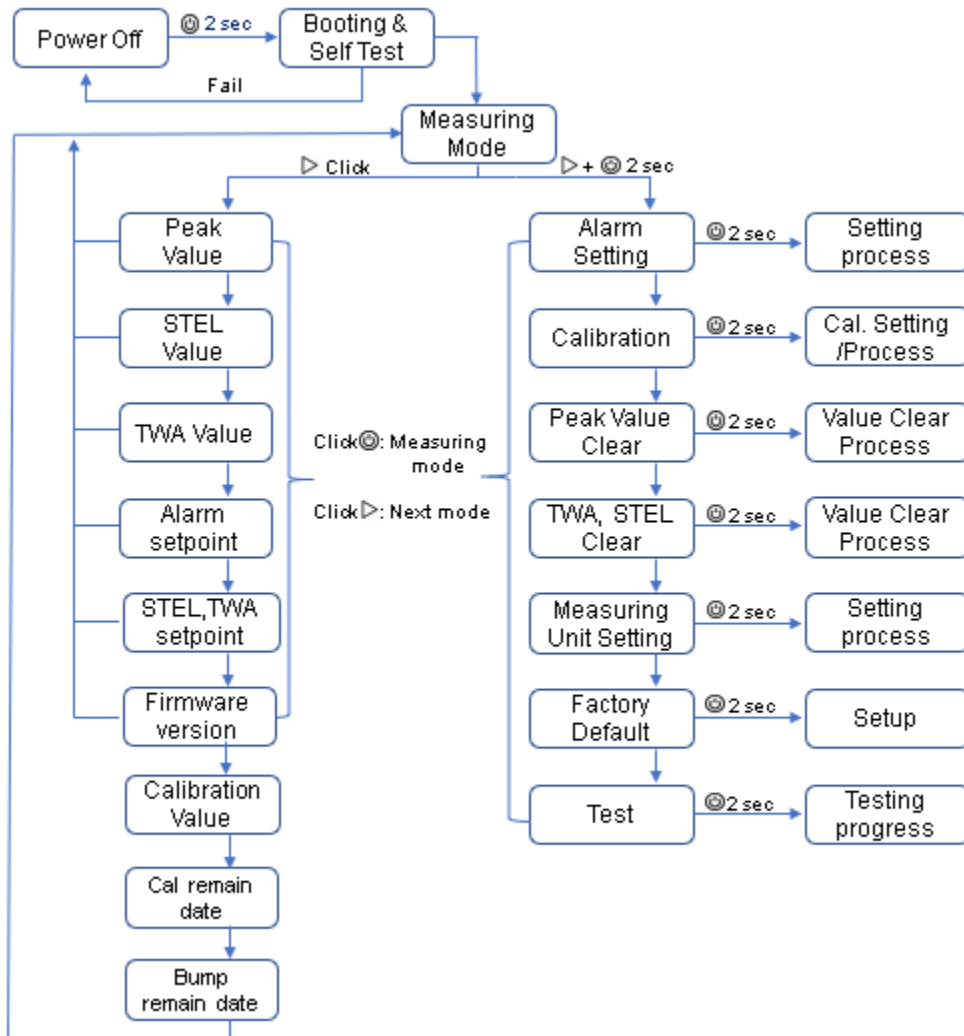 Power Off
2 sec
Booting &
Self Test
Fail
Measuring
Mode
Click
+ 2 sec
Peak
Value
STEL
Value
TWA Value
Alarm
setpoint
STEL,TWA
setpoint
Firmware
version
Calibration
Value
Cal remain
date
Bump
remain date
Click : Measuring
mode
Click : Next mode
Alarm
Setting
2 sec
Setting
process
Calibration
2 sec
Cal. Setting
/Process
Peak Value
Clear
2 sec
Value Clear
Process
TWA, STEL
Clear
2 sec
Value Clear
Process
Measuring
Unit Setting
2 sec
Setting
process
Factory
Default
2 sec
Setup
Test
2 sec
Testing
progress